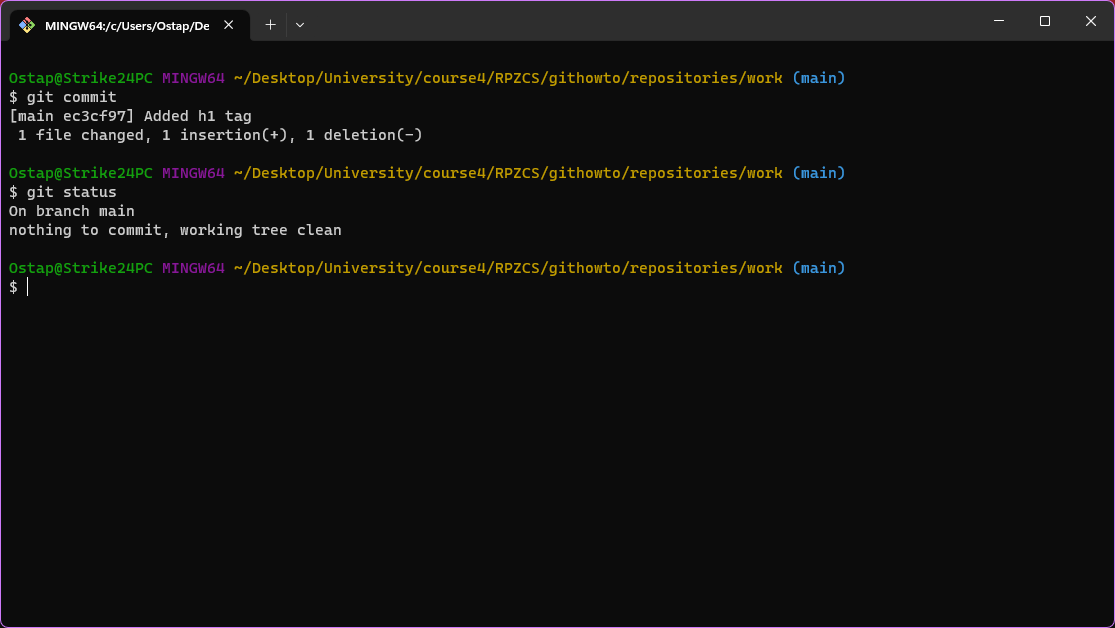 MINGW64:/c/Users/Ostap/De
Ostap@Strike24PC MINGW64 ~/Desktop/University/course4/RPZCS/githowto/repositories/work (main)
$ git commit
[main ec3cf97] Added h1 tag
 1 file changed, 1 insertion(+), 1 deletion(-)
Ostap@Strike24PC MINGW64 ~/Desktop/University/course4/RPZCS/githowto/repositories/work (main)
$ git status
On branch main
nothing to commit, working tree clean
Ostap@Strike24PC MINGW64 ~/Desktop/University/course4/RPZCS/githowto/repositories/work (main)
$